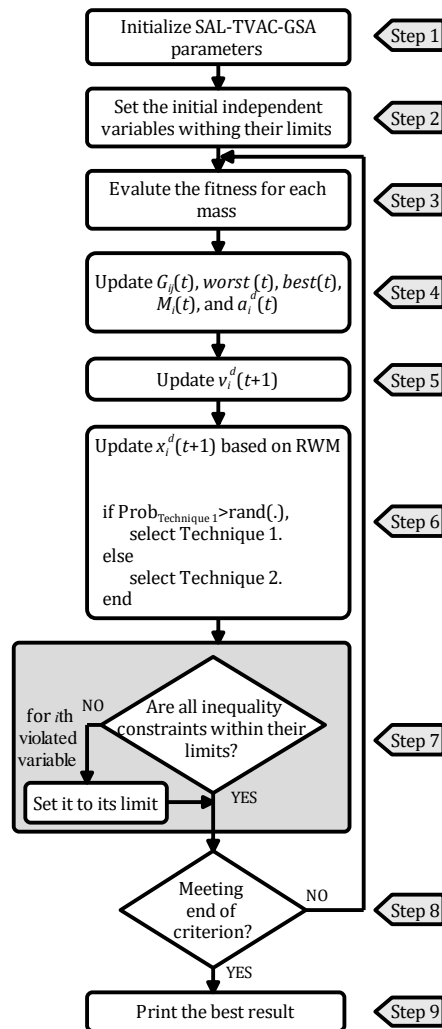 Initialize SAL-TVAC-GSA
parameters
Step 1
Set the initial independent
variables withing their limits
Step 2
Evalute the fitness for each
mass
Step 3
Update Gij(t), worst (t), best(t),
Mi(t), and ai^d(t)
Step 4
Update vi^d(t+1)
Step 5
Update xi^d(t+1) based on RWM
if ProbTechnique 1>rand(.),
select Technique 1.
else
select Technique 2.
end
Step 6
Are all inequality
constraints within their
limits?
NO
for ith
violated
variable
Set it to its limit
YES
Step 7
Meeting
end of
criterion?
NO
YES
Step 8
Print the best result
Step 9